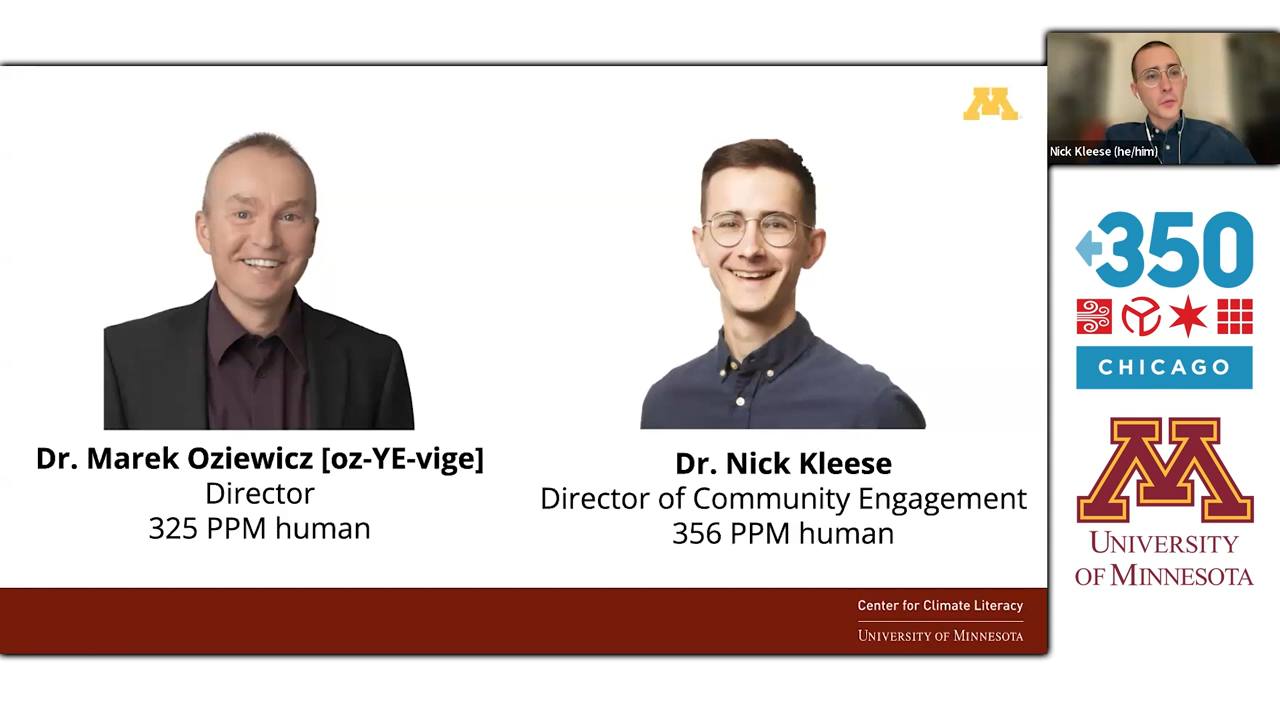 M
Dr. Marek Oziewicz [oz-YE-vige]
Director
325 PPM human
Dr. Nick Kleese
Director of Community Engagement
356 PPM human
Center for Climate Literacy
UNIVERSITY OF MINNESOTA
Nick Kleese (he/him)
350
CHICAGO
M
UNIVERSITY
OF MINNESOTA